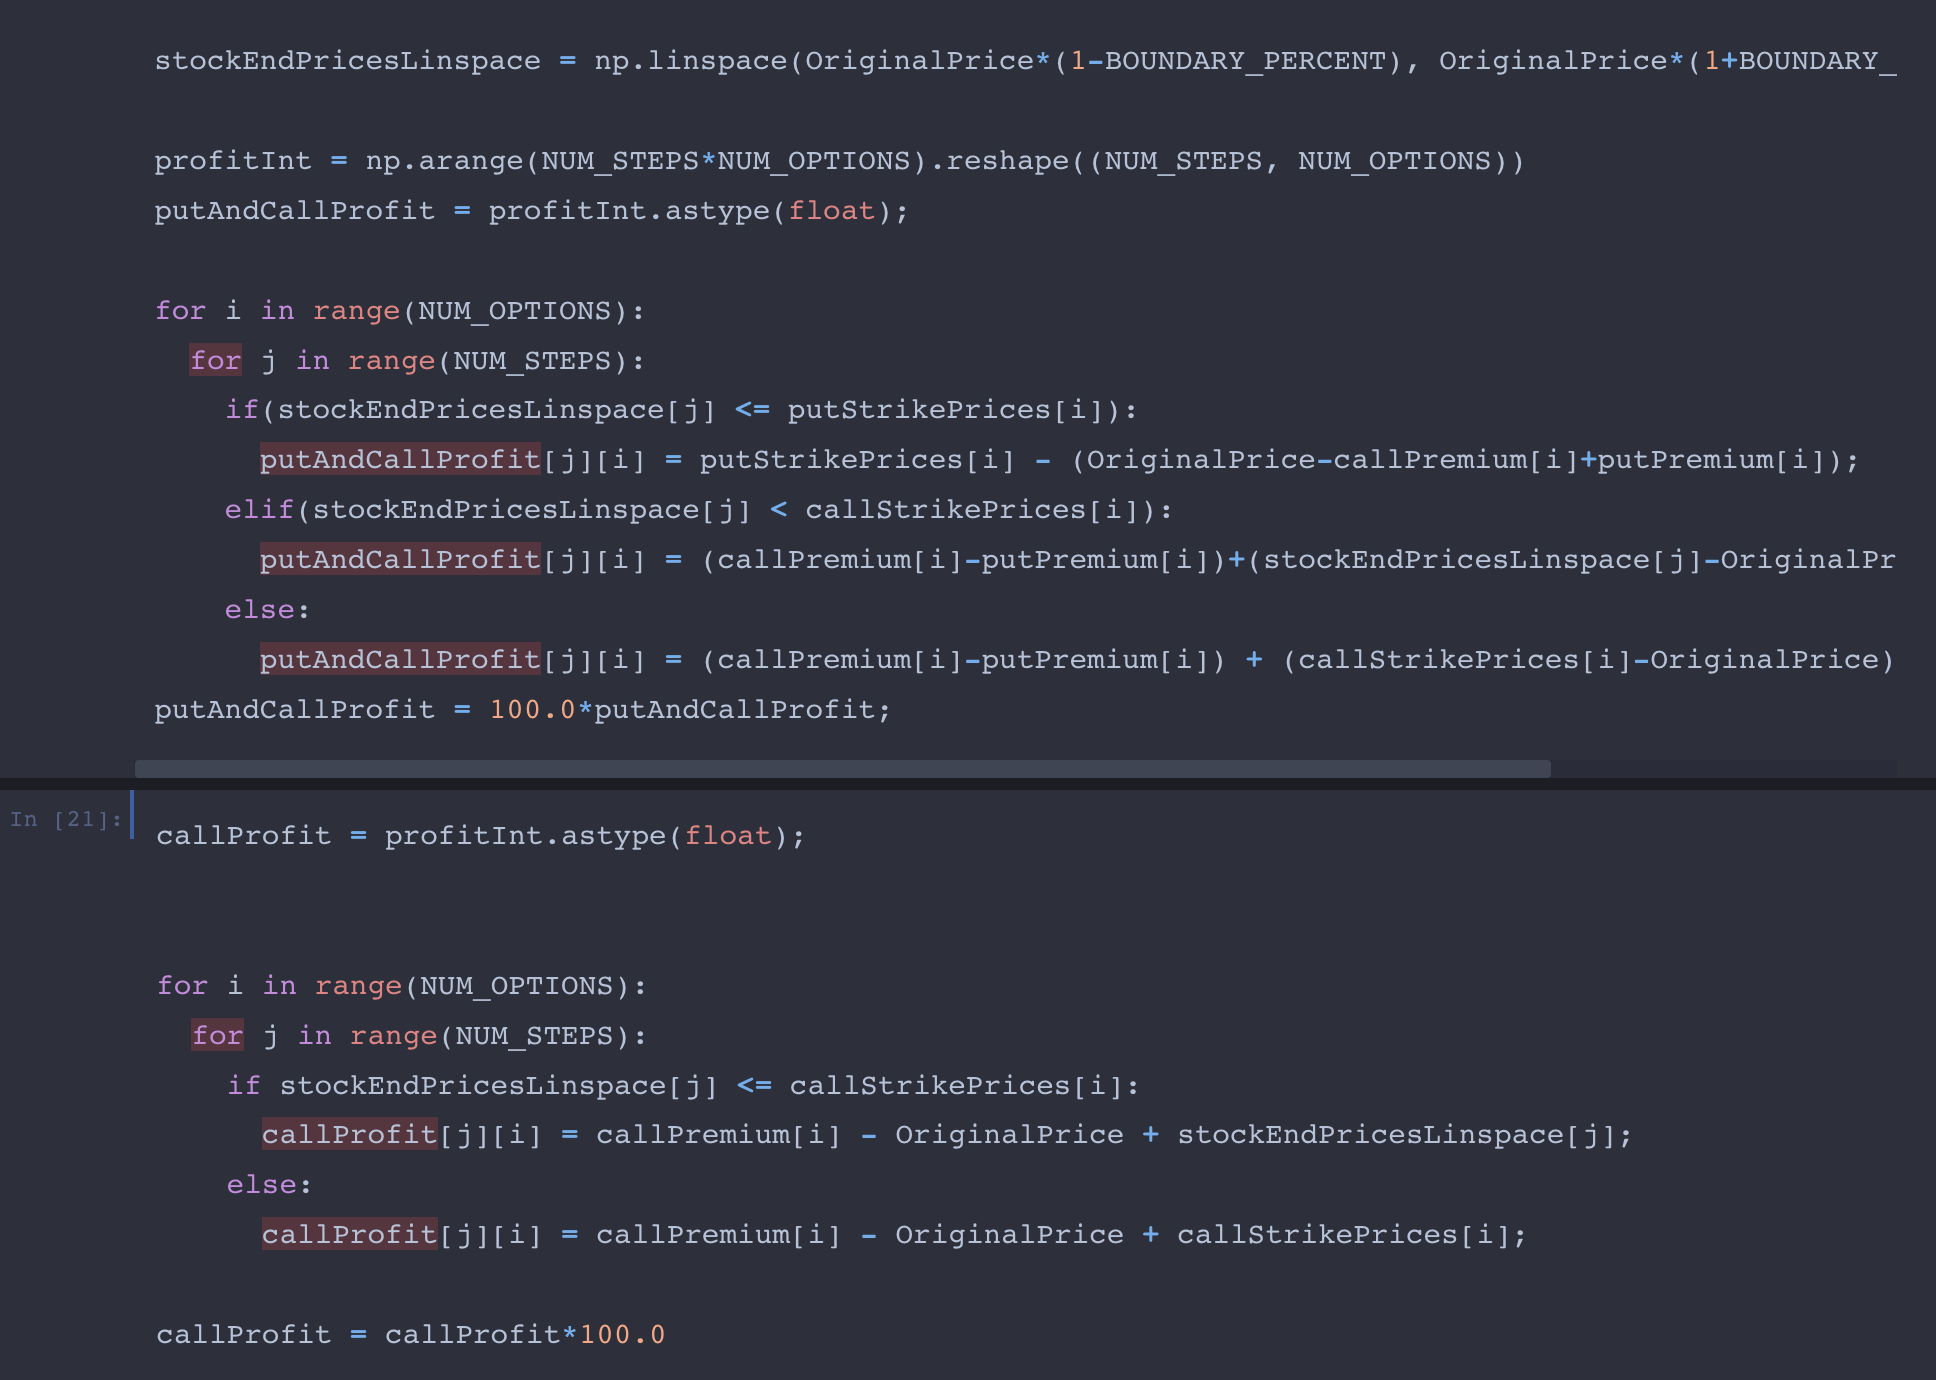 stockEndPricesLinspace = np.linspace(OriginalPrice*(1-BOUNDARY_PERCENT), OriginalPrice*(1+BOUNDARY_
profitInt = np.arange(NUM_STEPS*NUM_OPTIONS).reshape((NUM_STEPS, NUM_OPTIONS))
putAndCallProfit = profitInt.astype(float);
for i in range(NUM_OPTIONS):
for j in range(NUM_STEPS):
if(stockEndPricesLinspace[j] <= putStrikePrices[i]):
putAndCallProfit[j][i] = putStrikePrices[i] - (OriginalPrice-callPremium[i]+putPremium[i]);
elif(stockEndPricesLinspace[j] < callStrikePrices[i]):
putAndCallProfit[j][i] = (callPremium[i]-putPremium[i])+(stockEndPricesLinspace[j]-OriginalPr
else:
putAndCallProfit[j][i] = (callPremium[i]-putPremium[i]) + (callStrikePrices[i]-OriginalPrice)
putAndCallProfit = 100.0*putAndCallProfit;
In [21]:
callProfit = profitInt.astype(float);
for i in range(NUM_OPTIONS):
for j in range(NUM_STEPS):
if stockEndPricesLinspace[j] <= callStrikePrices[i]:
callProfit[j][i] = callPremium[i] - OriginalPrice + stockEndPricesLinspace[j];
else:
callProfit[j][i] = callPremium[i] - OriginalPrice + callStrikePrices[i];
callProfit = callProfit*100.0